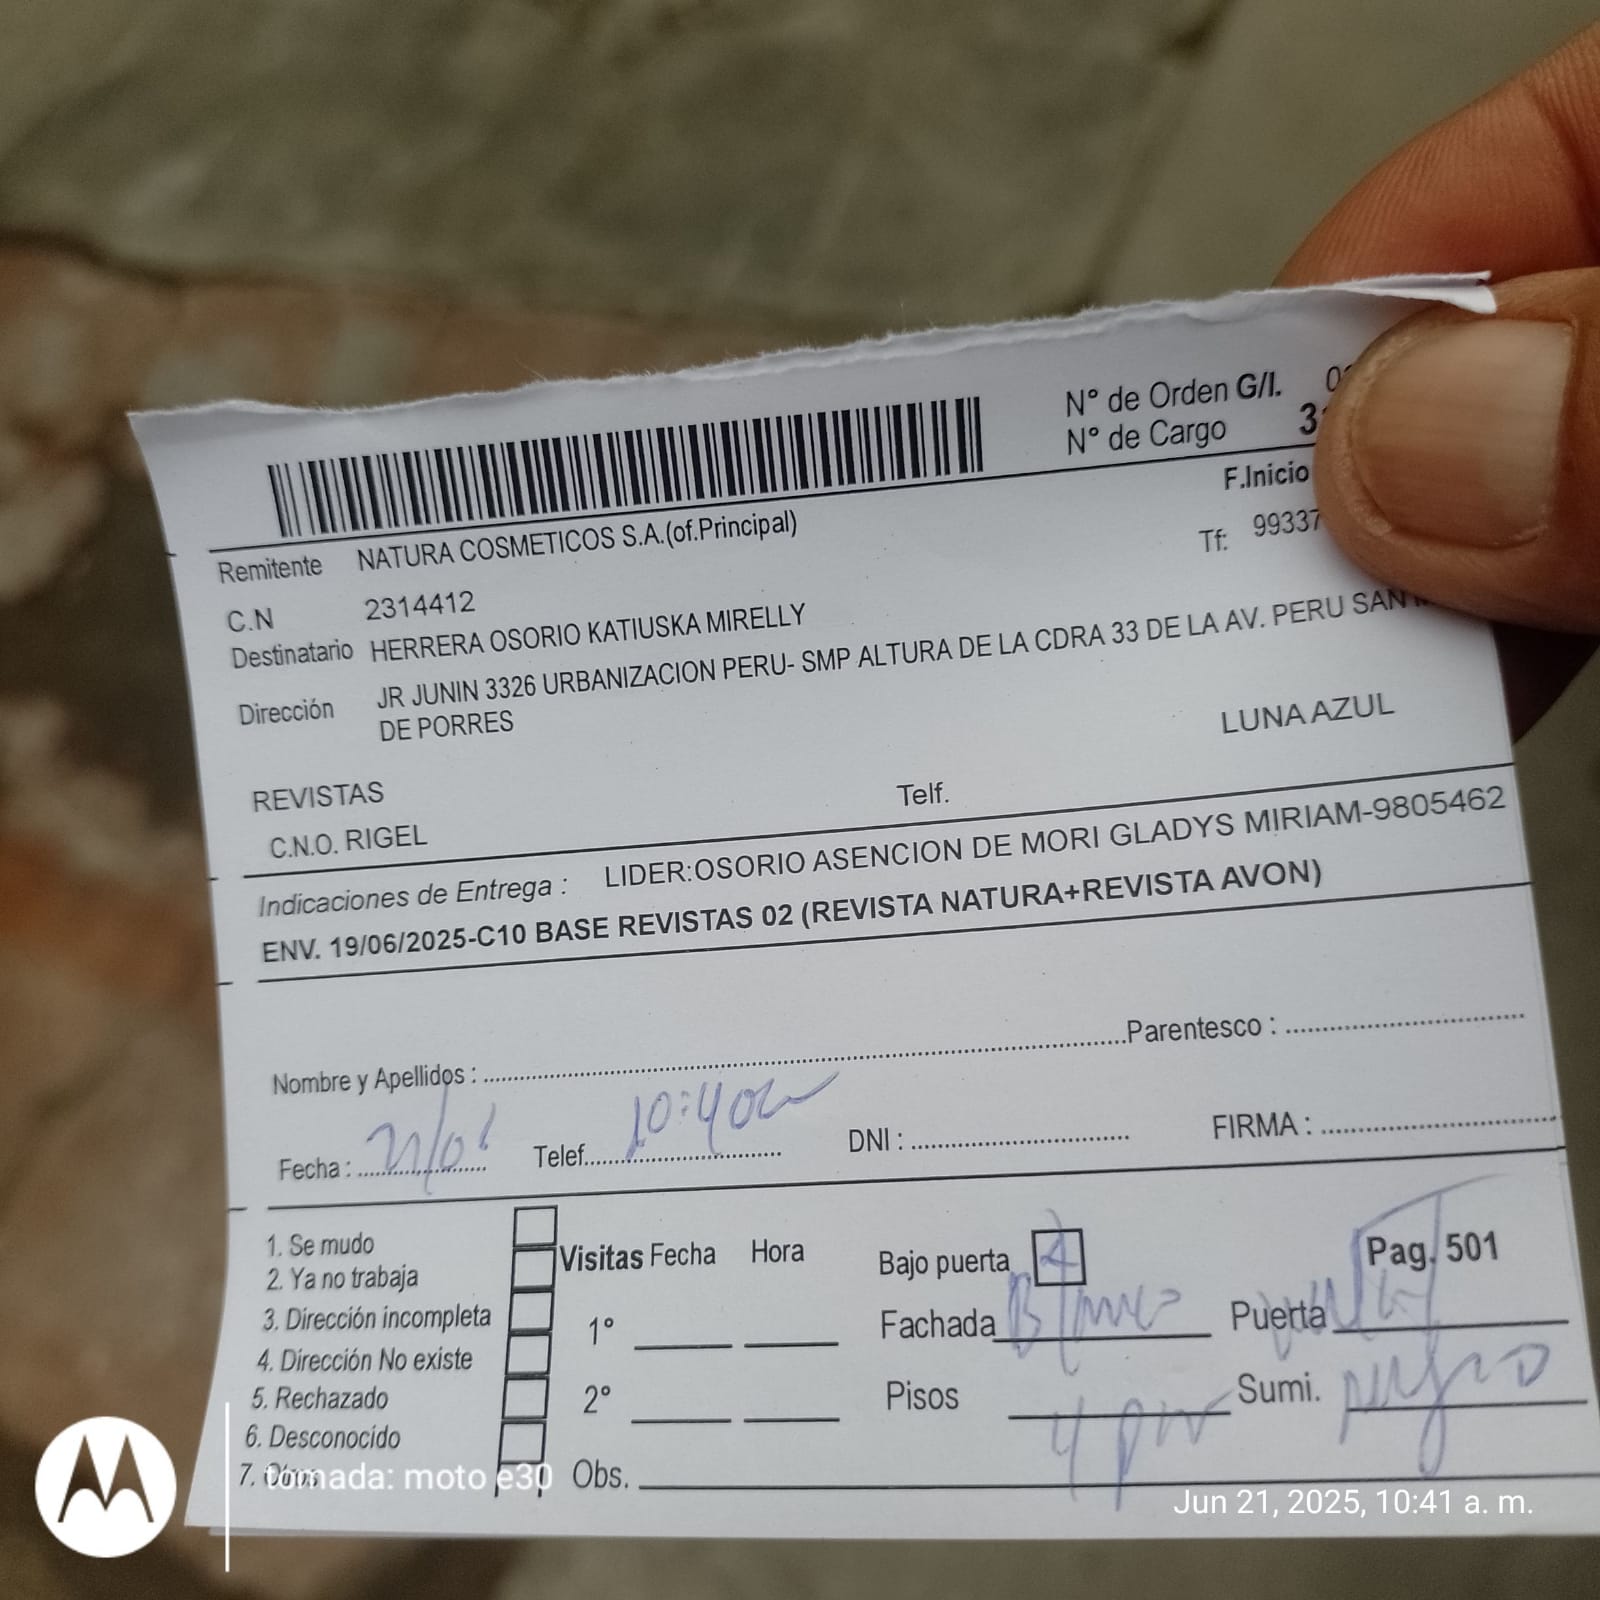 N° de Orden G/I.
N° de Cargo 3
F.Inicio
Remitente NATURA COSMETICOS S.A.(of.Principal)
Tf: 99337
C.N 2314412
Destinatario HERRERA OSORIO KATIUSKA MIRELLY
Dirección JR JUNIN 3326 URBANIZACION PERU- SMP ALTURA DE LA CDRA 33 DE LA AV. PERU SAN
DE PORRES
LUNA AZUL
REVISTAS
Telf.
C.N.O. RIGEL
Indicaciones de Entrega : LIDER:OSORIO ASENCION DE MORI GLADYS MIRIAM-9805462
ENV. 19/06/2025-C10 BASE REVISTAS 02 (REVISTA NATURA+REVISTA AVON)
Nombre y Apellidos : Parentesco :
Fecha : 21/06 Telef. 10:40 DNI : FIRMA :
1. Se mudo
2. Ya no trabaja
3. Dirección incompleta
4. Dirección No existe
5. Rechazado
6. Desconocido
7. Otros
Visitas Fecha Hora
1°
2°
Obs.
Bajo puerta
Pag. 501
Fachada Blanco Puerta
Pisos 4 Sumi. negro
tomada: moto e30
Jun 21, 2025, 10:41 a. m.